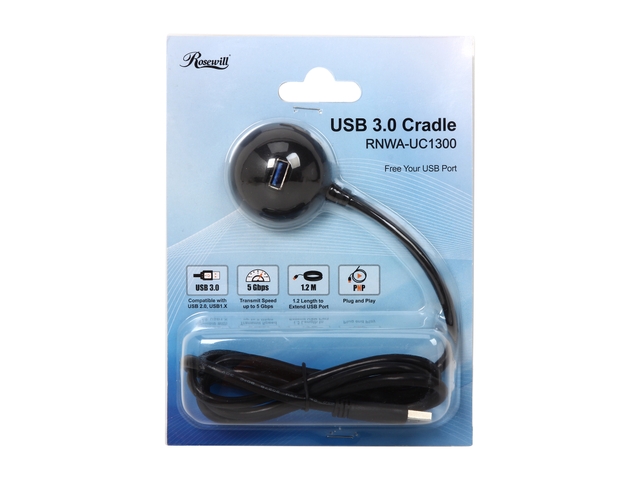 Rosewill
USB 3.0 Cradle
RNWA-UC1300
Free Your USB Port
USB 3.0
5 Gbps
1.2 M
PNP
Compatible with
USB 2.0, USB1.X
Transmit Speed
up to 5 Gbps
1.2 Length to
Extend USB Port
Plug and Play